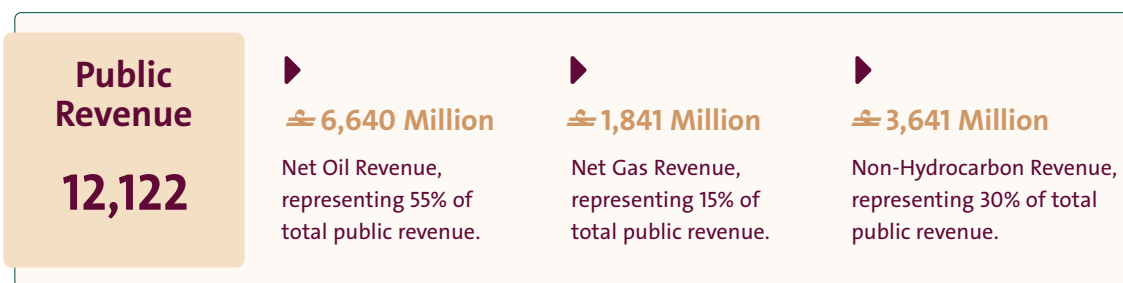 Public
Revenue
12,122
6,640 Million
Net Oil Revenue,
representing 55% of
total public revenue.
1,841 Million
Net Gas Revenue,
representing 15% of
total public revenue.
3,641 Million
Non-Hydrocarbon Revenue,
representing 30% of total
public revenue.